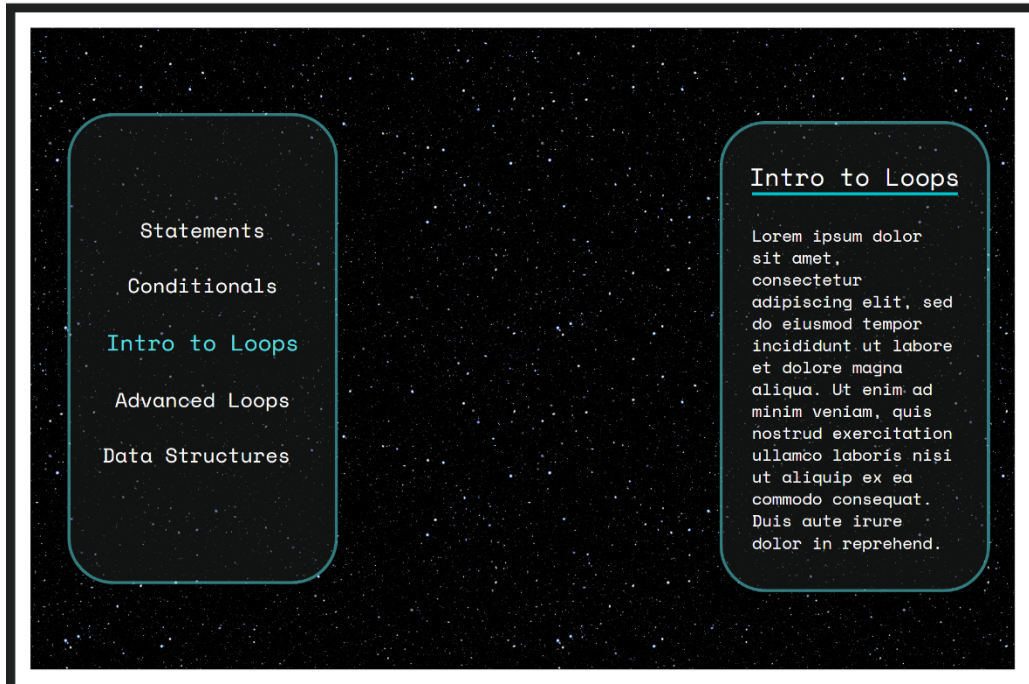 Statements
Conditionals
Intro to Loops
Advanced Loops
Data Structures
Intro to Loops
Lorem ipsum dolor
sit amet,
consectetur
adipiscing elit, sed
do eiusmod tempor
incididunt ut labore
et dolore magna
aliqua. Ut enim ad
minim veniam, quis
nostrud exercitation
ullamco laboris nisi
ut aliquip ex ea
commodo consequat.
Duis aute irure
dolor in reprehend.